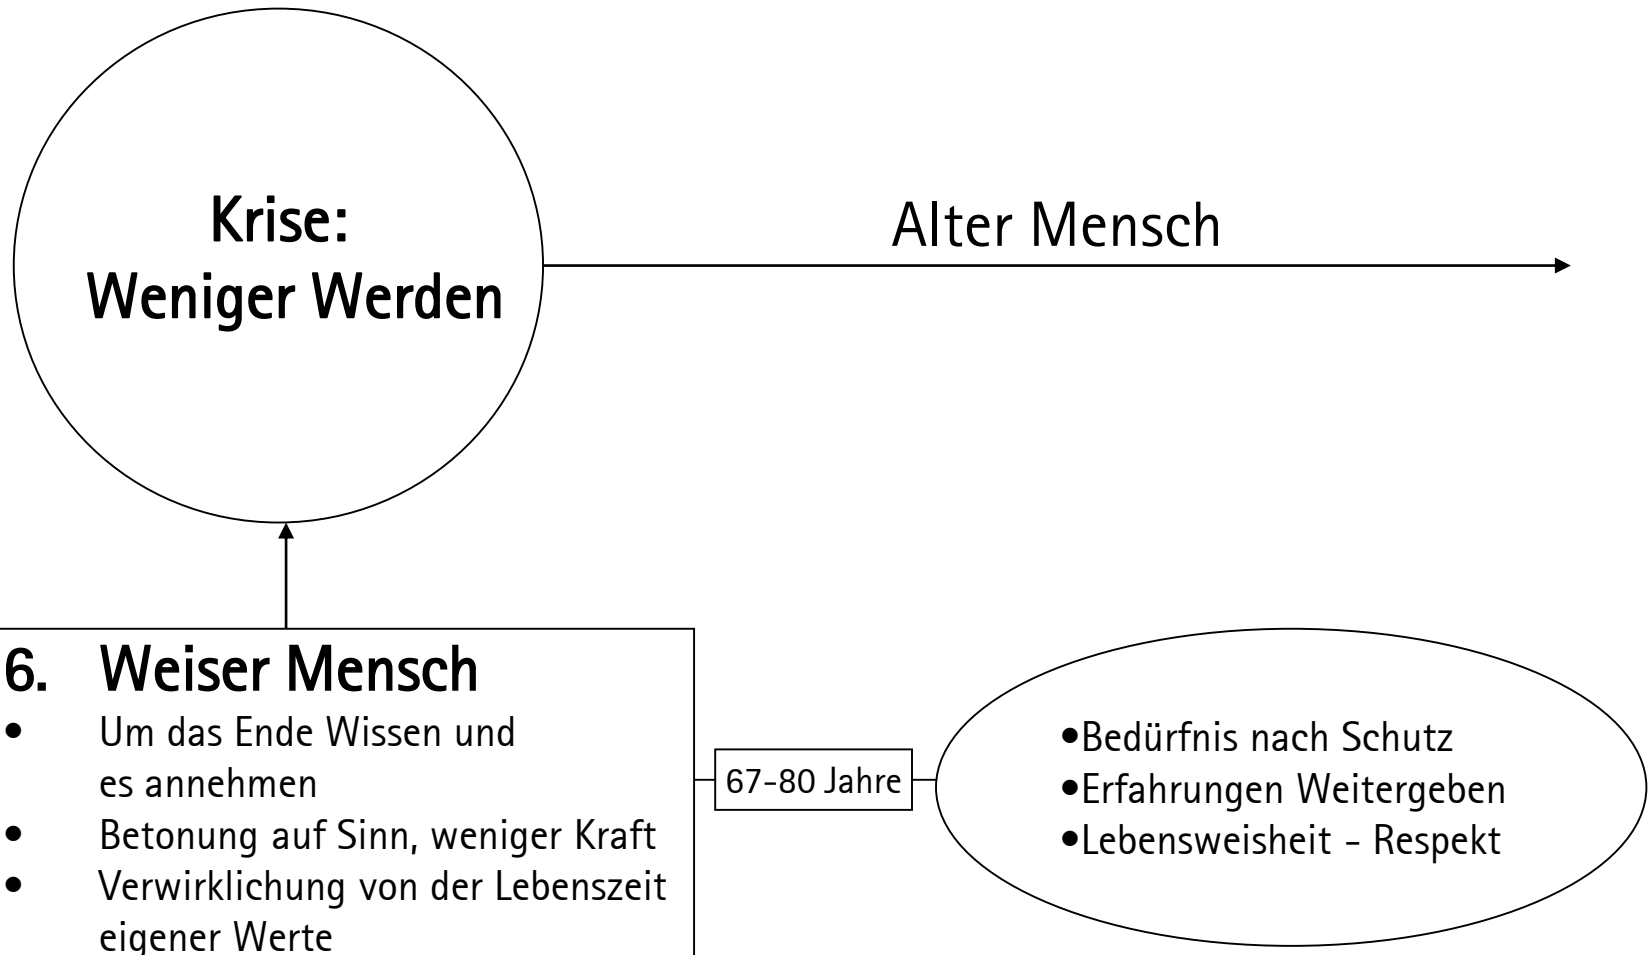 Krise:
Weniger Werden
Alter Mensch
6. Weiser Mensch
• Um das Ende Wissen und
es annehmen
• Betonung auf Sinn, weniger Kraft
• Verwirklichung von der Lebenszeit
eigener Werte
67-80 Jahre
•Bedürfnis nach Schutz
•Erfahrungen Weitergeben
•Lebensweisheit - Respekt